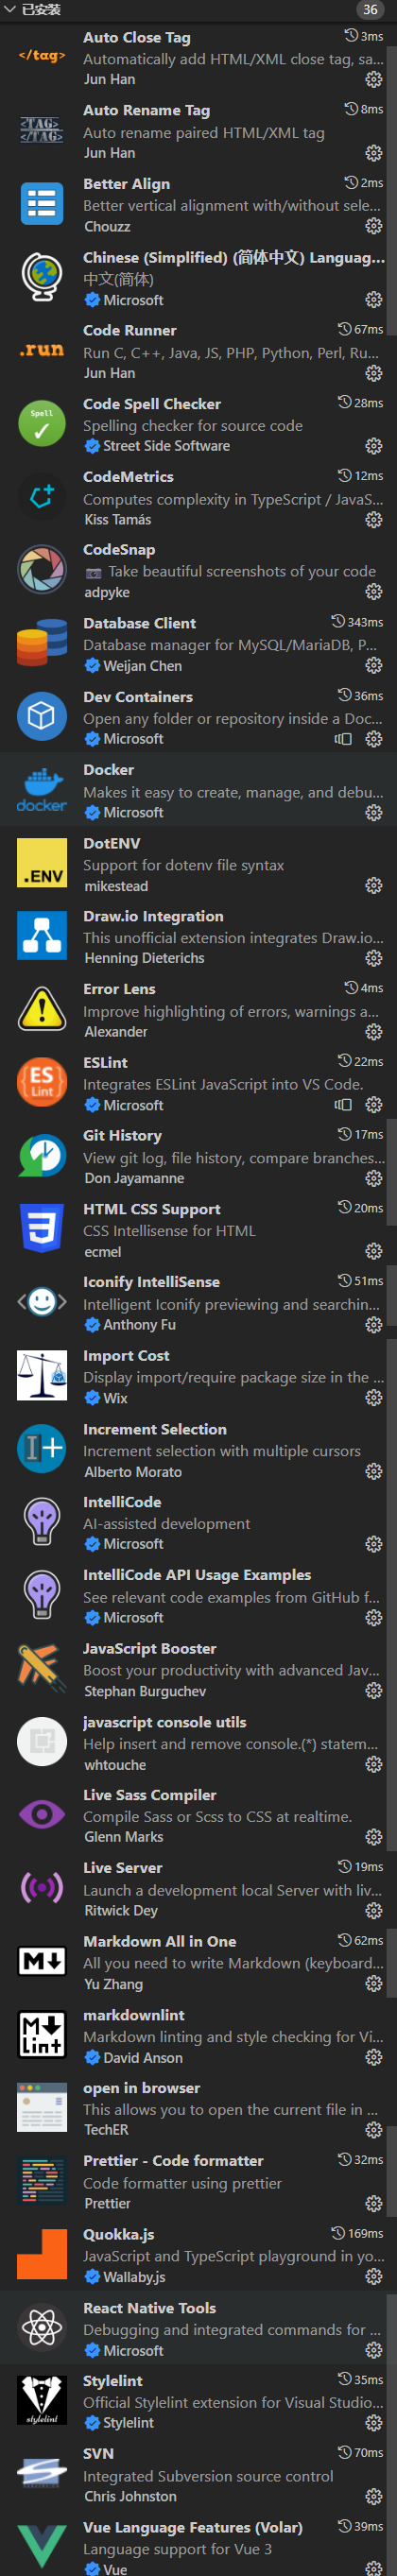 已安装 36
</tag>
Auto Close Tag 3ms
Automatically add HTML/XML close tag, sa...
Jun Han
<TAG>
<TAG/
Auto Rename Tag 8ms
Auto rename paired HTML/XML tag
Jun Han
Better Align 2ms
Better vertical alignment with/without sele...
Chouzz
Chinese (Simplified) (简体中文) Languag...
中文(简体)
Microsoft
.run
Code Runner 67ms
Run C, C++, Java, JS, PHP, Python, Perl, Ru...
Jun Han
Spell
Code Spell Checker 28ms
Spelling checker for source code
Street Side Software
CodeMetrics 12ms
Computes complexity in TypeScript / JavaS...
Kiss Tamás
CodeSnap
📷 Take beautiful screenshots of your code
adpyke
Database Client 343ms
Database manager for MySQL/MariaDB, P...
Weijan Chen
Dev Containers 36ms
Open any folder or repository inside a Doc...
Microsoft
docker
Docker
Makes it easy to create, manage, and debu...
Microsoft
.ENV
DotENV
Support for dotenv file syntax
mikestead
Draw.io Integration
This unofficial extension integrates Draw.io...
Henning Dieterichs
Error Lens 4ms
Improve highlighting of errors, warnings a...
Alexander
ES
Lint
ESLint 22ms
Integrates ESLint JavaScript into VS Code.
Microsoft
Git History 17ms
View git log, file history, compare branches...
Don Jayamanne
HTML CSS Support 20ms
CSS Intellisense for HTML
ecmel
Iconify IntelliSense 51ms
Intelligent Iconify previewing and searchin...
Anthony Fu
Import Cost
Display import/require package size in the ...
Wix
Increment Selection
Increment selection with multiple cursors
Alberto Morato
IntelliCode
AI-assisted development
Microsoft
IntelliCode API Usage Examples
See relevant code examples from GitHub f...
Microsoft
JavaScript Booster
Boost your productivity with advanced Jav...
Stephan Burguchev
javascript console utils
Help insert and remove console.(*) statem...
whtouche
Live Sass Compiler
Compile Sass or Scss to CSS at realtime.
Glenn Marks
Live Server 19ms
Launch a development local Server with liv...
Ritwick Dey
M
Markdown All in One 62ms
All you need to write Markdown (keyboard...
Yu Zhang
M
Lint
markdownlint
Markdown linting and style checking for Vi...
David Anson
open in browser
This allows you to open the current file in ...
TechER
Prettier - Code formatter 32ms
Code formatter using prettier
Prettier
Quokka.js 169ms
JavaScript and TypeScript playground in yo...
Wallaby.js
React Native Tools
Debugging and integrated commands for ...
Microsoft
stylelint
Stylelint 35ms
Official Stylelint extension for Visual Studio...
Stylelint
SVN 70ms
Integrated Subversion source control
Chris Johnston
Vue Language Features (Volar) 39ms
Language support for Vue 3
Vue